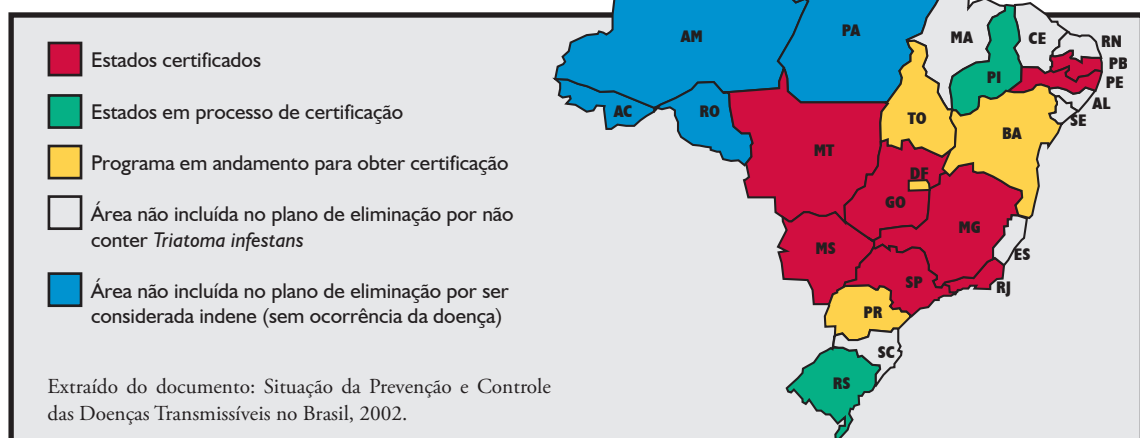 Estados certificados
Estados em processo de certificação
Programa em andamento para obter certificação
Área não incluída no plano de eliminação por não
conter Triatoma infestans
Área não incluída no plano de eliminação por ser
considerada indene (sem ocorrência da doença)
Extraído do documento: Situação da Prevenção e Controle
das Doenças Transmissíveis no Brasil, 2002.
AM
PA
MA
CE
RN
PB
PE
PI
AL
SE
AC
RO
TO
BA
MT
DF
GO
MG
MS
ES
SP
RJ
PR
SC
RS